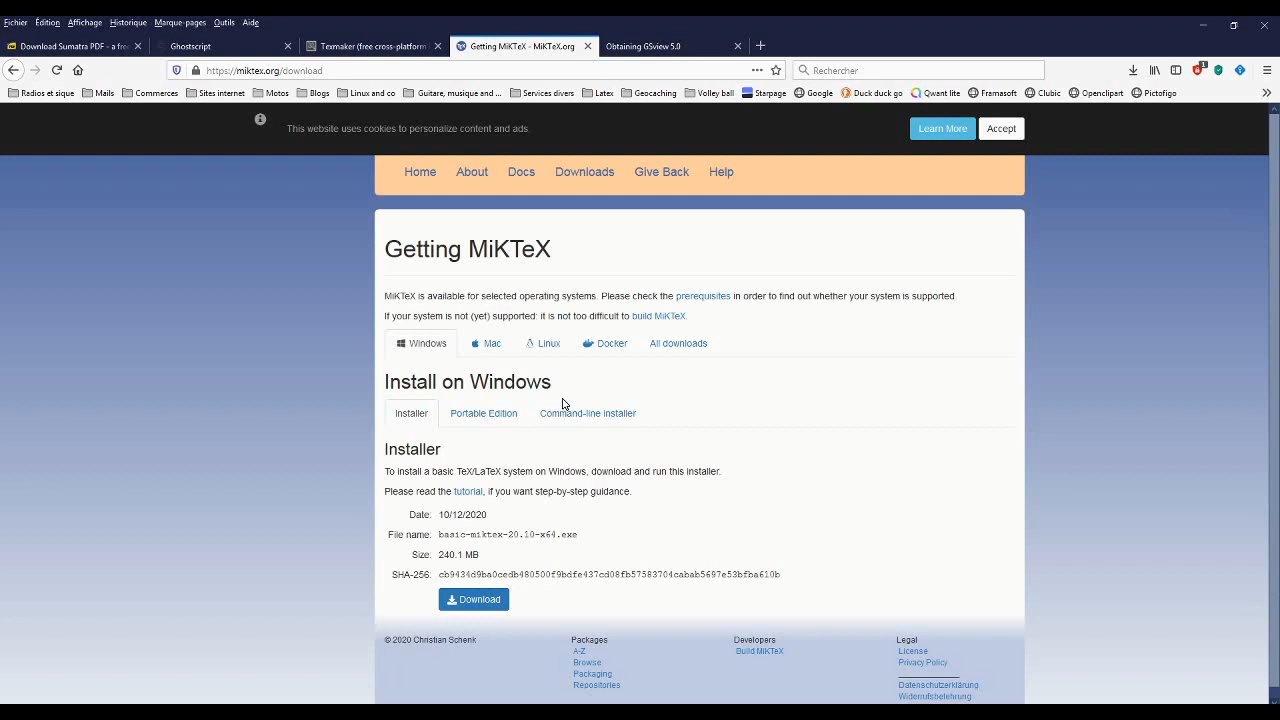 Fichier Édition Affichage Historique Marque-pages Outils Aide
Download Sumatra PDF - a fre
Ghostscript
Texmaker (free cross-platform l
Getting MiKTeX - MiKTeX.org
Obtaining GSview 5.0
https://miktex.org/download
Rechercher
1
Radios et sique Mails Commerces Sites internet Motos Blogs Linux and co Guitare, musique and ... Services divers Latex Geocaching Volley ball Starpage Google Duck duck go Qwant lite Framasoft Clubic Openclipart Pictofigo
This website uses cookies to personalize content and ads.
Learn More
Accept
Home About Docs Downloads Give Back Help
Getting MiKTeX
MiKTeX is available for selected operating systems. Please check the prerequisites in order to find out whether your system is supported.
If your system is not (yet) supported: it is not too difficult to build MiKTeX.
Windows Mac Linux Docker All downloads
Install on Windows
Installer Portable Edition Command-line installer
Installer
To install a basic TeX/LaTeX system on Windows, download and run this installer.
Please read the tutorial, if you want step-by-step guidance.
Date: 10/12/2020
File name: basic-miktex-20.10-x64.exe
Size: 240.1 MB
SHA-256: cb9434d9ba0cedb480500f9bdfe437cd08fb57583704cabab5697e53bfba610b
Download
© 2020 Christian Schenk
Packages
A-Z
Browse
Packaging
Repositories
Developers
Build MiKTeX
Legal
License
Privacy Policy
Datenschutzerklärung
Widerrufsbelehrung